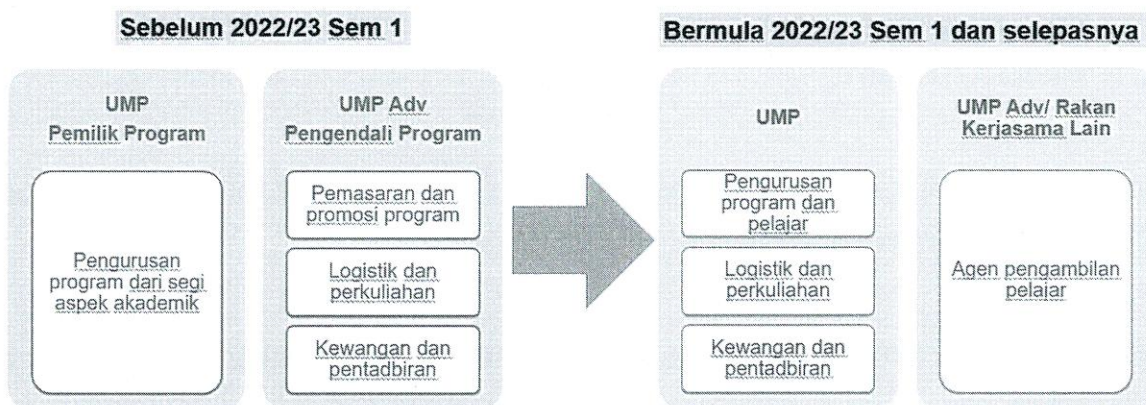 Sebelum 2022/23 Sem 1
UMP
Pemilik Program
Pengurusan
program dari segi
aspek akademik
UMP Adv
Pengendali Program
Pemasaran dan
promosi program
Logistik dan
perkuliahan
Kewangan dan
pentadbiran
Bermula 2022/23 Sem 1 dan selepasnya
UMP
Pengurusan
program dan
pelajar
Logistik dan
perkuliahan
Kewangan dan
pentadbiran
UMP Adv/ Rakan
Kerjasama Lain
Agen pengambilan
pelajar